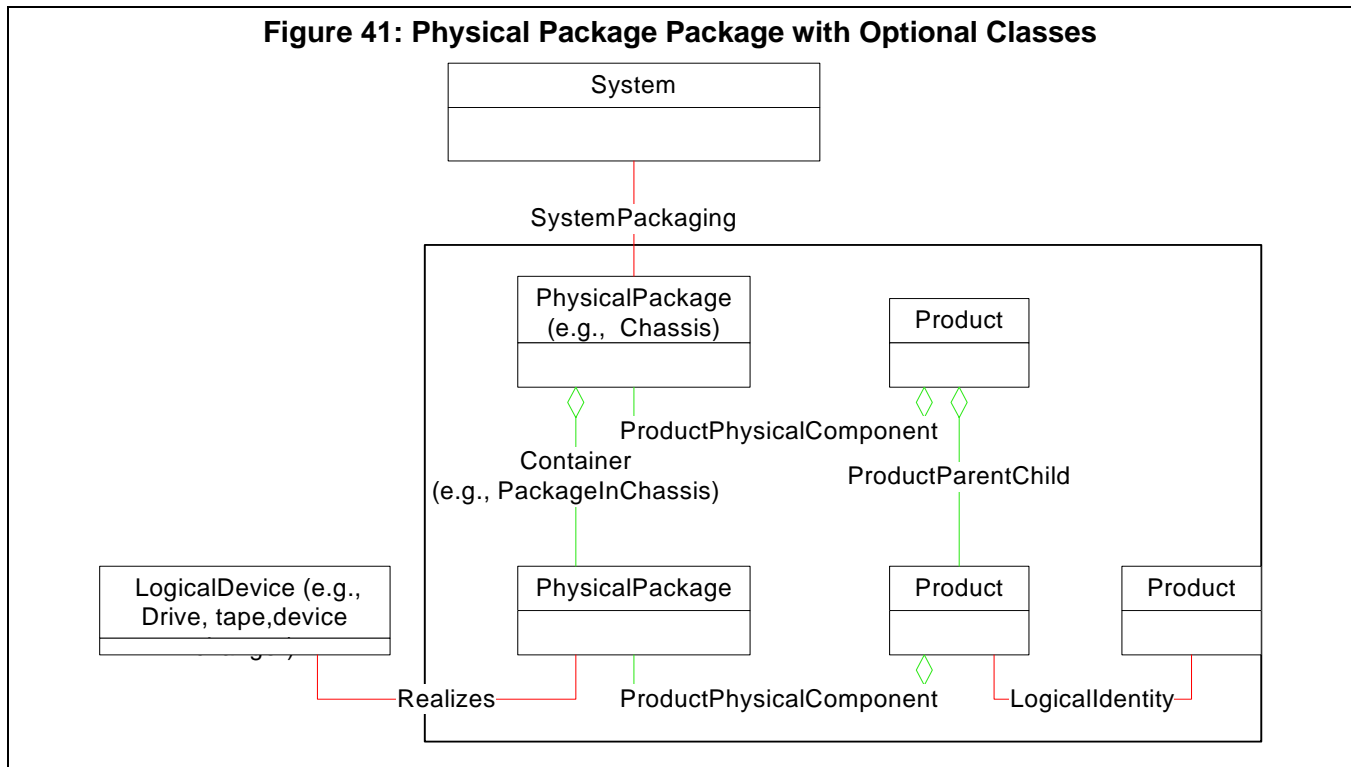 Figure 41: Physical Package Package with Optional Classes
System
SystemPackaging
PhysicalPackage
(e.g., Chassis)
Product
ProductPhysicalComponent
Container
(e.g., PackageInChassis)
ProductParentChild
LogicalDevice (e.g.,
Drive, tape,device
PhysicalPackage
Product
Product
Realizes
ProductPhysicalComponent
LogicalIdentity